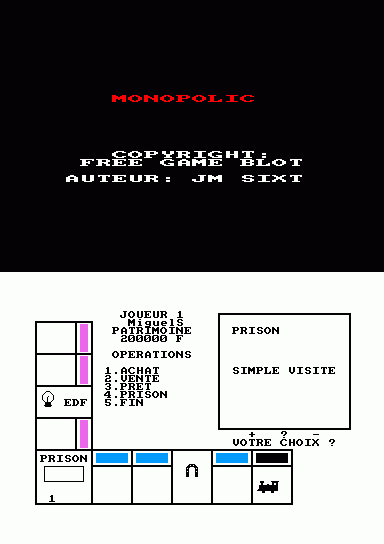 MONOPOLIC
COPYRIGHT;
FREE GAME BLOT
AUTEUR: JM SIXT
JOUEUR 1
MiguelS
PATRIMOINE
200000 F
OPERATIONS
1.ACHAT
2.VENTE
3.PRET
4.PRISON
5.FIN
PRISON
SIMPLE VISITE
+ ? -
VOTRE CHOIX ?
EDF
PRISON
1